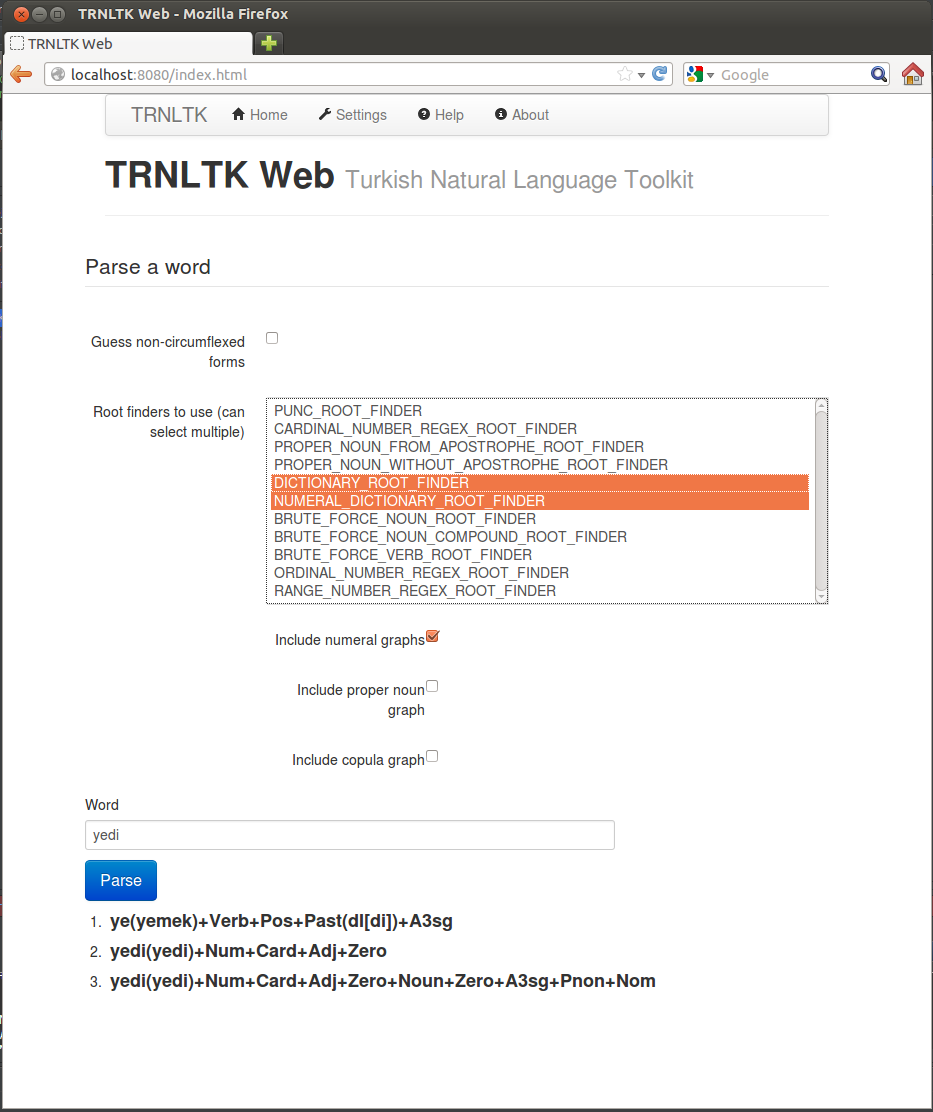 TRNLTK Web - Mozilla Firefox
TRNLTK Web
localhost:8080/index.html
Google
TRNLTK Home Settings Help About
TRNLTK Web Turkish Natural Language Toolkit
Parse a word
Guess non-circumflexed
forms
Root finders to use (can
select multiple)
PUNC_ROOT_FINDER
CARDINAL_NUMBER_REGEX_ROOT_FINDER
PROPER_NOUN_FROM_APOSTROPHE_ROOT_FINDER
PROPER_NOUN_WITHOUT_APOSTROPHE_ROOT_FINDER
DICTIONARY_ROOT_FINDER
NUMERAL_DICTIONARY_ROOT_FINDER
BRUTE_FORCE_NOUN_ROOT_FINDER
BRUTE_FORCE_NOUN_COMPOUND_ROOT_FINDER
BRUTE_FORCE_VERB_ROOT_FINDER
ORDINAL_NUMBER_REGEX_ROOT_FINDER
RANGE_NUMBER_REGEX_ROOT_FINDER
Include numeral graphs
Include proper noun
graph
Include copula graph
Word
yedi
Parse
1. ye(yemek)+Verb+Pos+Past(dI[di])+A3sg
2. yedi(yedi)+Num+Card+Adj+Zero
3. yedi(yedi)+Num+Card+Adj+Zero+Noun+Zero+A3sg+Pnon+Nom